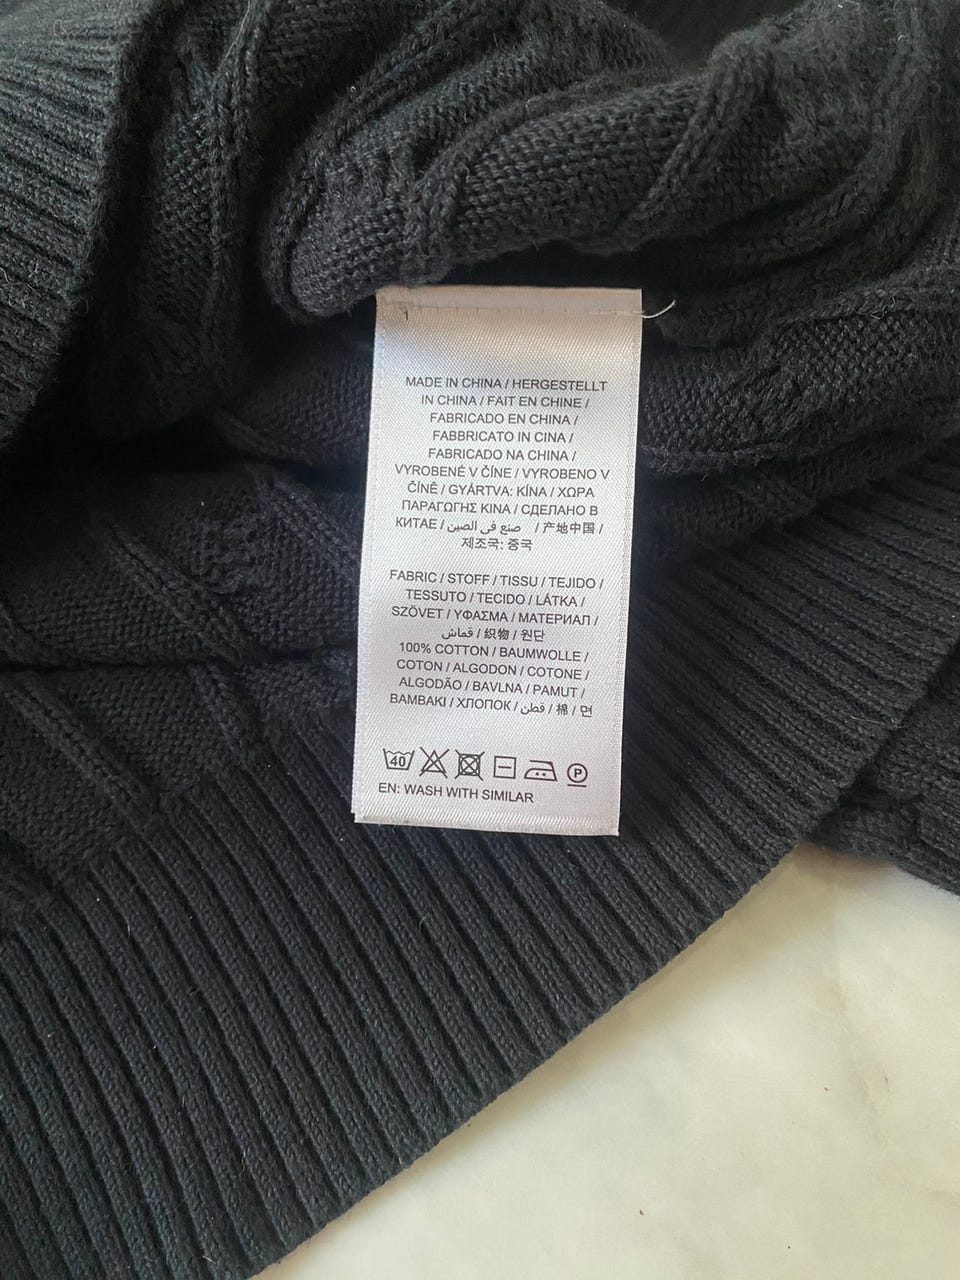 MADE IN CHINA / HERGESTELLT
IN CHINA / FAIT EN CHINE /
FABRICADO EN CHINA /
FABBRICATO IN CINA /
FABRICADO NA CHINA /
VYROBENÉ V ČÍNE / VYROBENO V
ČÍNĚ / GYÁRTVA: KÍNA / ΧΩΡΑ
ΠΑΡΑΓΩΓΗΣ ΚΙΝΑ / СДЕЛАНО В
КИТАЕ / صنع في الصين / 产地中国 /
제조국: 중국
FABRIC / STOFF / TISSU / TEJIDO /
TESSUTO / TECIDO / LÁTKA /
SZÖVET / ΥΦΑΣΜΑ / МАТЕРИАЛ /
قماش / 织物 / 원단
100% COTTON / BAUMWOLLE /
COTON / ALGODON / COTONE /
ALGODÃO / BAVLNA / PAMUT /
ΒΑΜΒΑΚΙ / ХЛОПОК / قطن / 棉 / 면
40 P
EN: WASH WITH SIMILAR